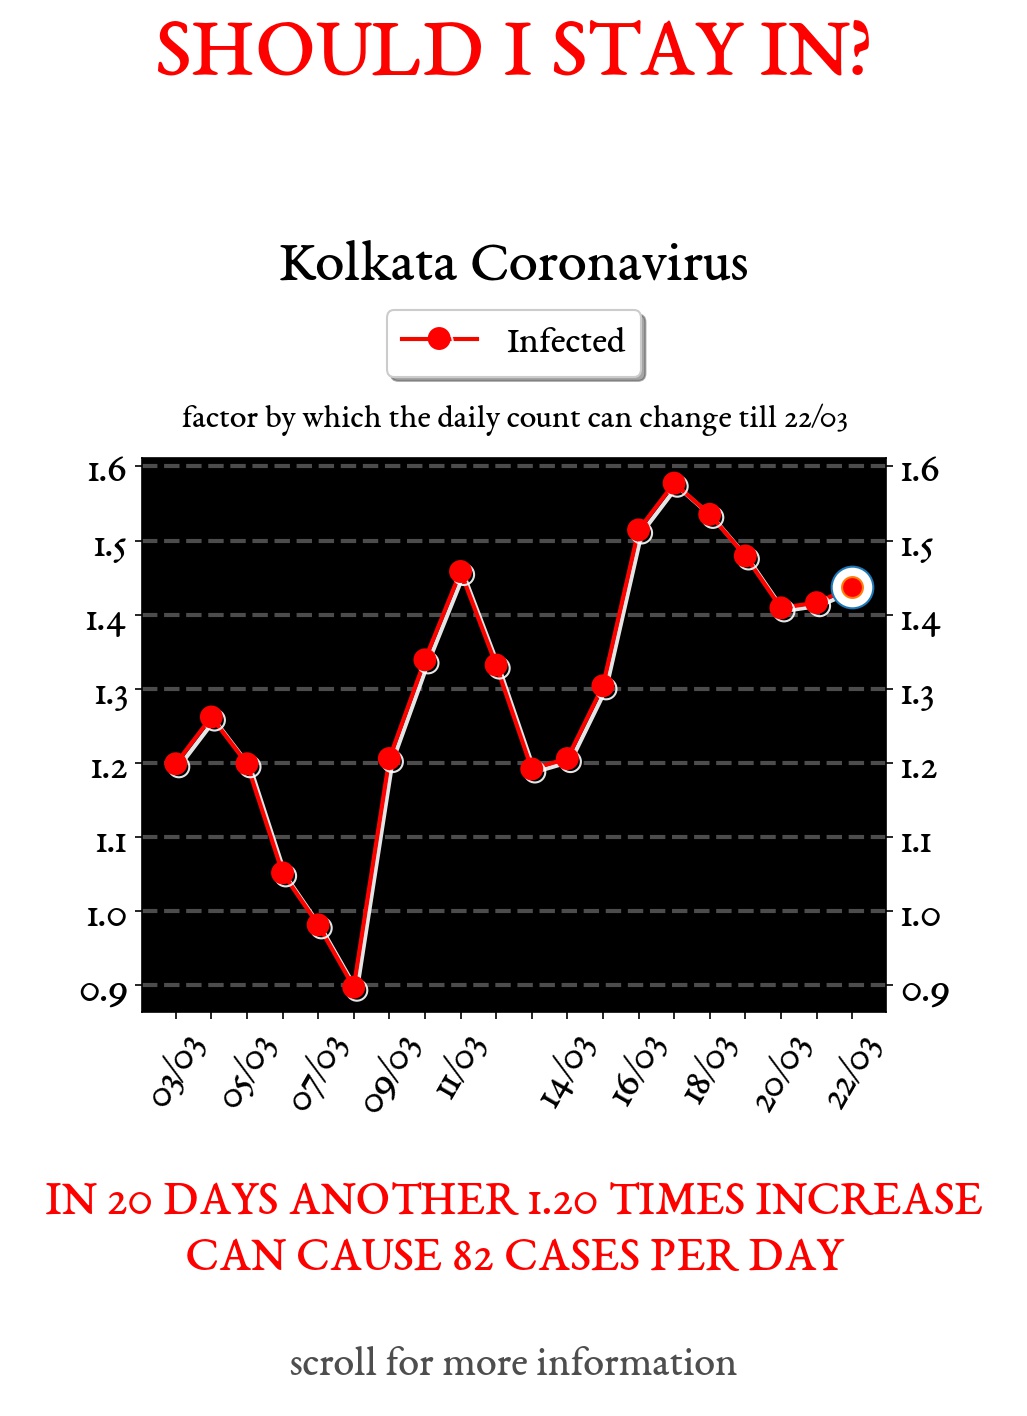 SHOULD I STAY IN?
Kolkata Coronavirus
Infected
factor by which the daily count can change till 22/03
1.6 1.6
1.5 1.5
1.4 1.4
1.3 1.3
1.2 1.2
1.1 1.1
1.0 1.0
0.9 0.9
03/03 05/03 07/03 09/03 11/03 14/03 16/03 18/03 20/03 22/03
IN 20 DAYS ANOTHER 1.20 TIMES INCREASE
CAN CAUSE 82 CASES PER DAY
scroll for more information